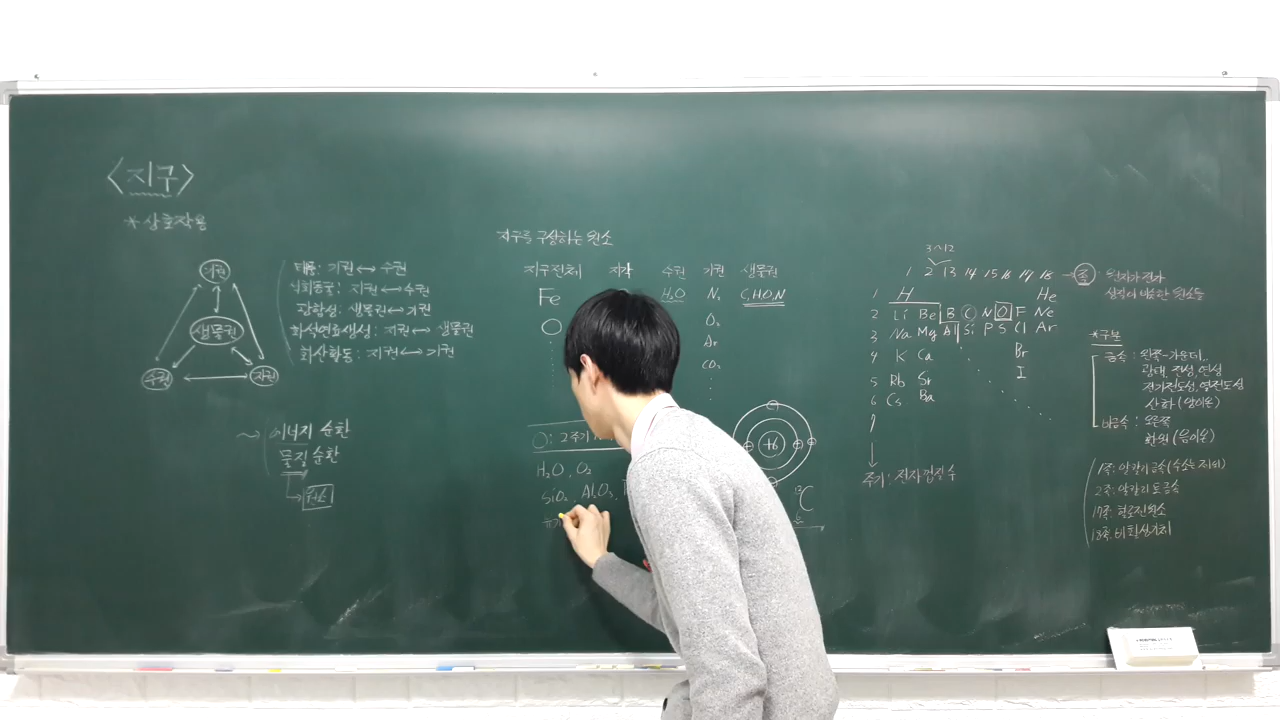 <지구>
*상호작용
기권
생물권
수권
지권
태풍: 기권↔수권
석회동굴: 지권↔수권
광합성: 생물권↔기권
화석연료생성: 지권↔생물권
화산활동: 지권↔기권
~ 에너지 순환
물질순환
탄소
지구를 구성하는 원소
지구전체 지각 수권 기권 생물권
Fe H₂O N₂ C,H,O,N
O O₂
Ar
CO₂
O: 2주기
H₂O, O₂
SiO₂, Al₂O₃,
+6
C
3~12
1 2 13 14 15 16 17 18 → 족: 원자가 전자
1 H He
2 Li Be B C N O F Ne
3 Na Mg Al Si P S Cl Ar
4 K Ca Br
5 Rb Sr I
6 Cs Ba
7
주기: 전자껍질 수
*구분
금속: 왼쪽-가운데..
광택, 전성, 연성
전기전도성, 열전도성
산화(양이온)
비금속: 오른쪽
환원(음이온)
1족: 알칼리금속(수소는 제외)
2족: 알칼리토금속
17족: 할로젠원소
18족: 비활성기체